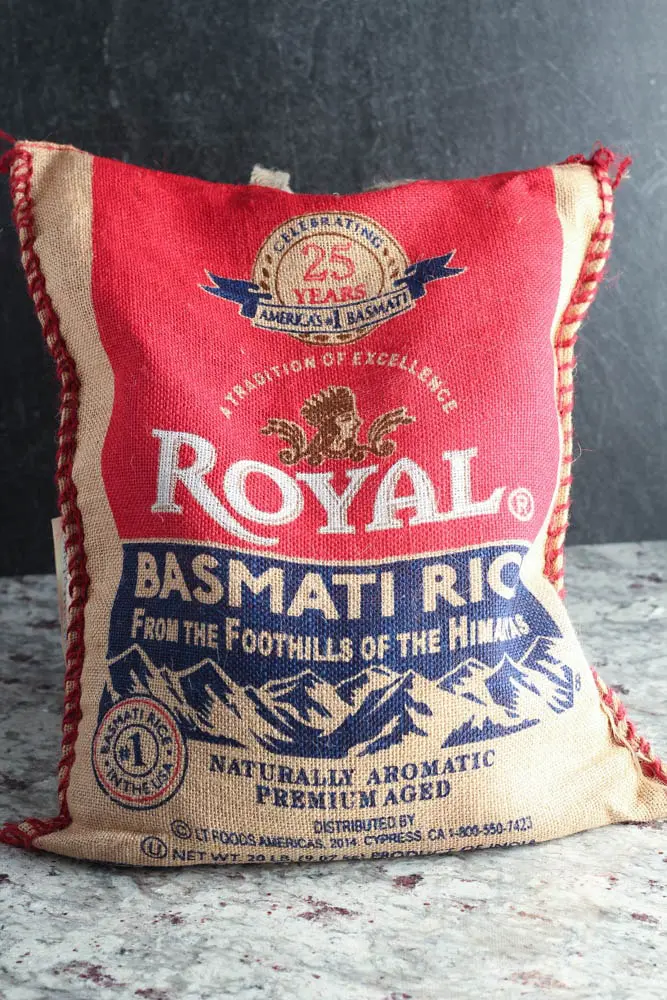 CELEBRATING
25
YEARS
AMERICA'S #1 BASMATI
A TRADITION OF EXCELLENCE
ROYAL®
BASMATI RIC
FROM THE FOOTHILLS OF THE
BASMATI RICE
#1
IN THE USA
NATURALLY AROMATIC
PREMIUM AGED
DISTRIBUTED BY
© LT FOODS AMERICAS, 2014, CYPRESS, CA 1-800-550-7423
Ⓤ NET WT. 20 LB.